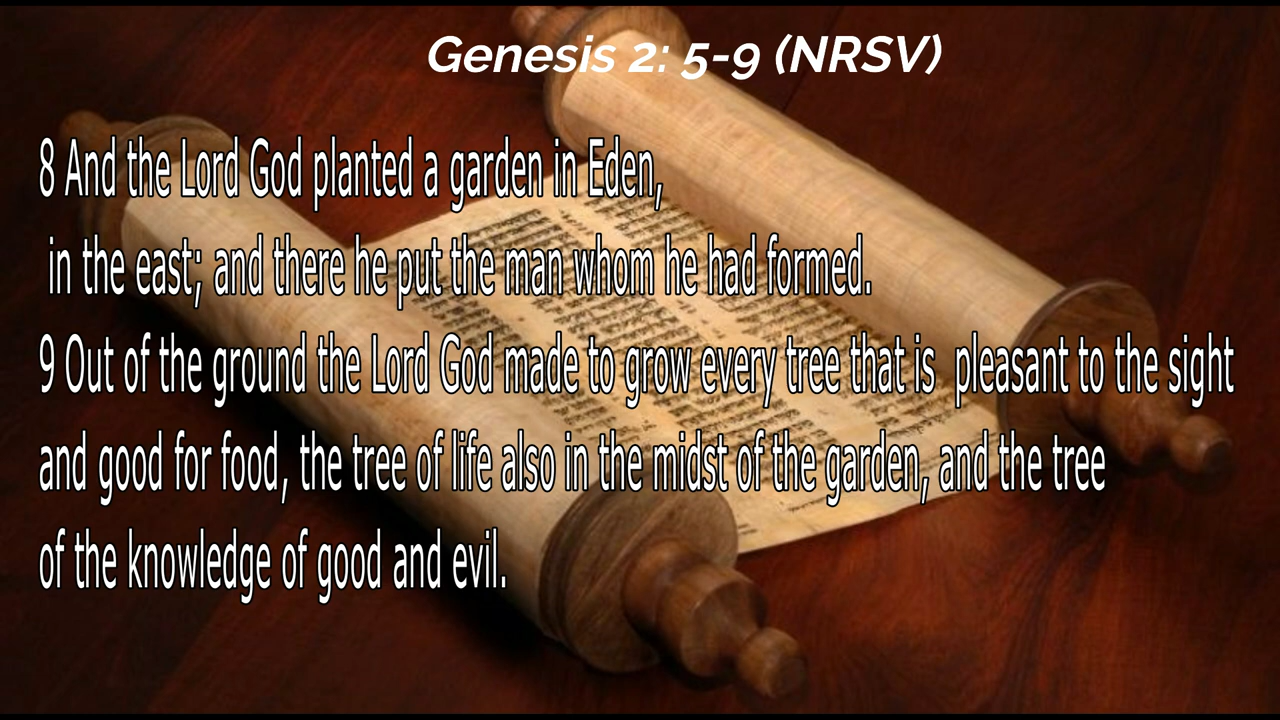 Genesis 2: 5-9 (NRSV)
8 And the Lord God planted a garden in Eden,
in the east; and there he put the man whom he had formed.
9 Out of the ground the Lord God made to grow every tree that is  pleasant to the sight
and good for food, the tree of life also in the midst of the garden, and the tree
of the knowledge of good and evil.